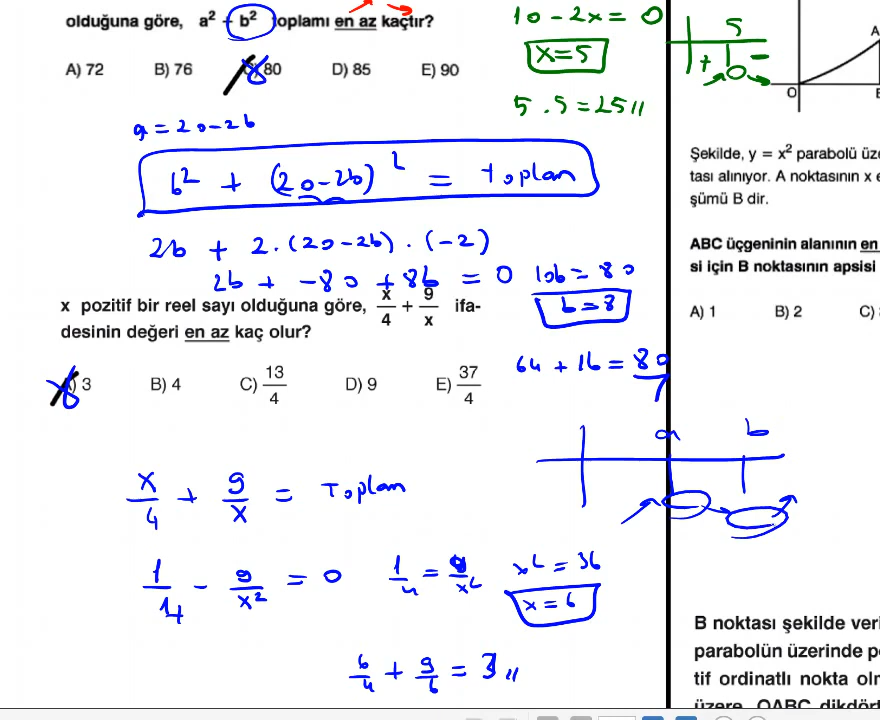 olduğuna göre, a² + b² toplamı en az kaçtır?
A) 72 B) 76 80 D) 85 E) 90
a = 20-2b
b² + (20-2b)² = Toplam
2b + 2.(20-2b).(-2)
2b + -80 + 8b = 0 10b = 80
b=8
64 + 16 = 80
x pozitif bir reel sayı olduğuna göre, x/4 + 9/x ifa-
desinin değeri en az kaç olur?
) 3 B) 4 C) 13/4 D) 9 E) 37/4
x/4 + 9/x = Toplam
1/4 - 9/x² = 0 1/4 = 9/x² x² = 36
x = 6
6/4 + 9/6 = 3 //
10 - 2x = 0
x=5
5 . 5 = 25 //
5
+ -
a b
A
O
Şekilde, y = x² parabolü üze
tası alınıyor. A noktasının x e
şümü B dir.
ABC üçgeninin alanının en
si için B noktasının apsisi
A) 1 B) 2 C)
B noktası şekilde veri
parabolün üzerinde p
tif ordinatlı nokta olm
üzere, OABC dikdört